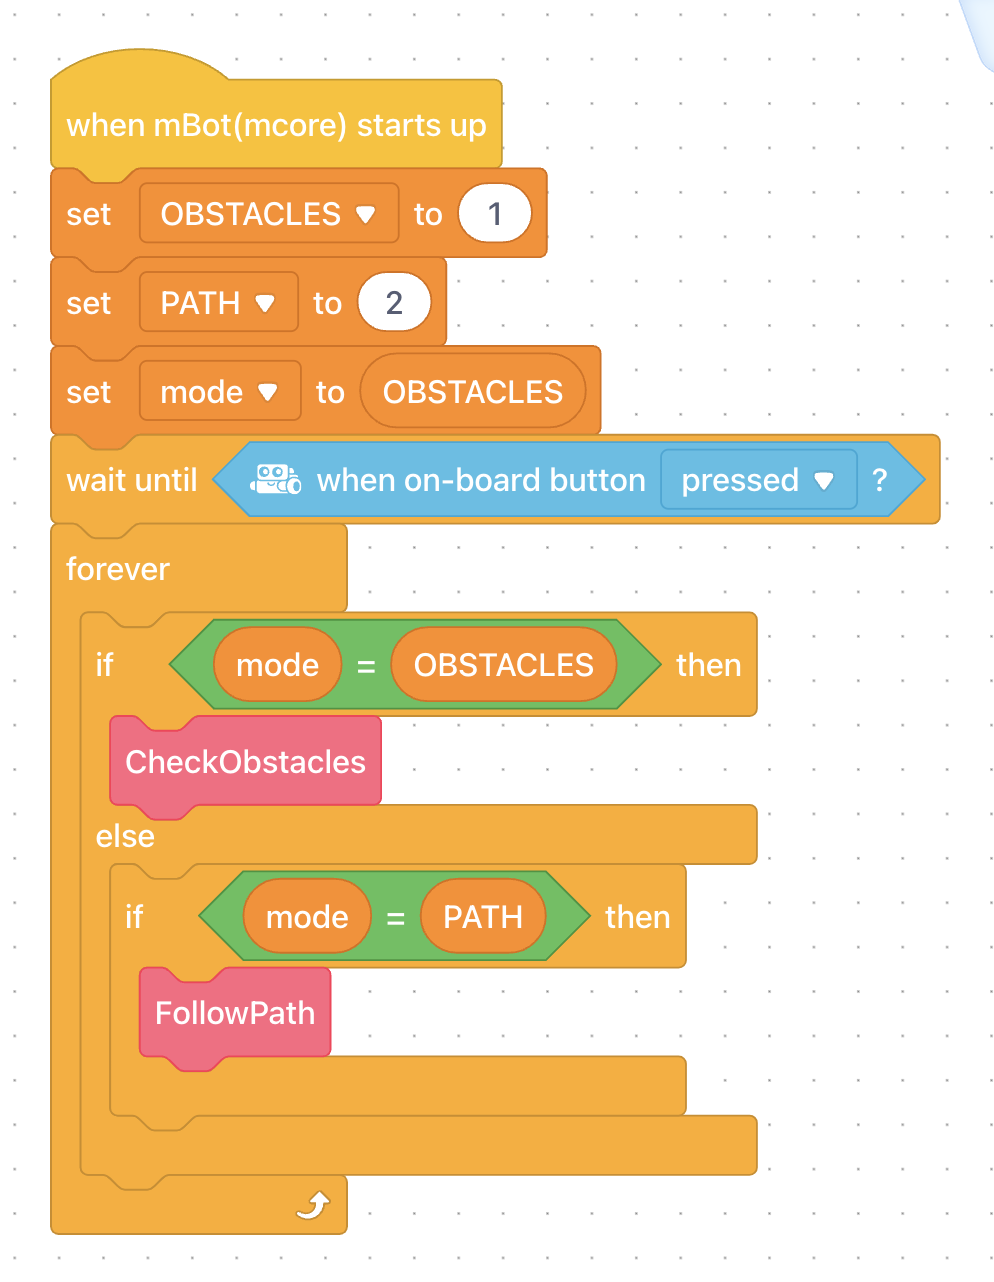 when mBot(mcore) starts up
set OBSTACLES to 1
set PATH to 2
set mode to OBSTACLES
wait until when on-board button pressed ?
forever
if mode = OBSTACLES then
CheckObstacles
else
if mode = PATH then
FollowPath